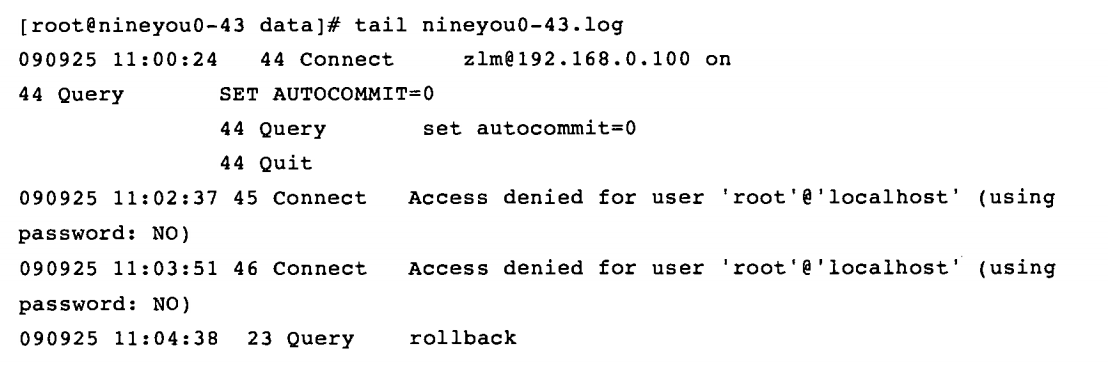 [root@nineyou0-43 data]# tail nineyou0-43.log
090925 11:00:24   44 Connect     zlm@192.168.0.100 on
44 Query      SET AUTOCOMMIT=0
             44 Query      set autocommit=0
             44 Quit
090925 11:02:37 45 Connect   Access denied for user 'root'@'localhost' (using
password: NO)
090925 11:03:51 46 Connect   Access denied for user 'root'@'localhost' (using
password: NO)
090925 11:04:38  23 Query    rollback